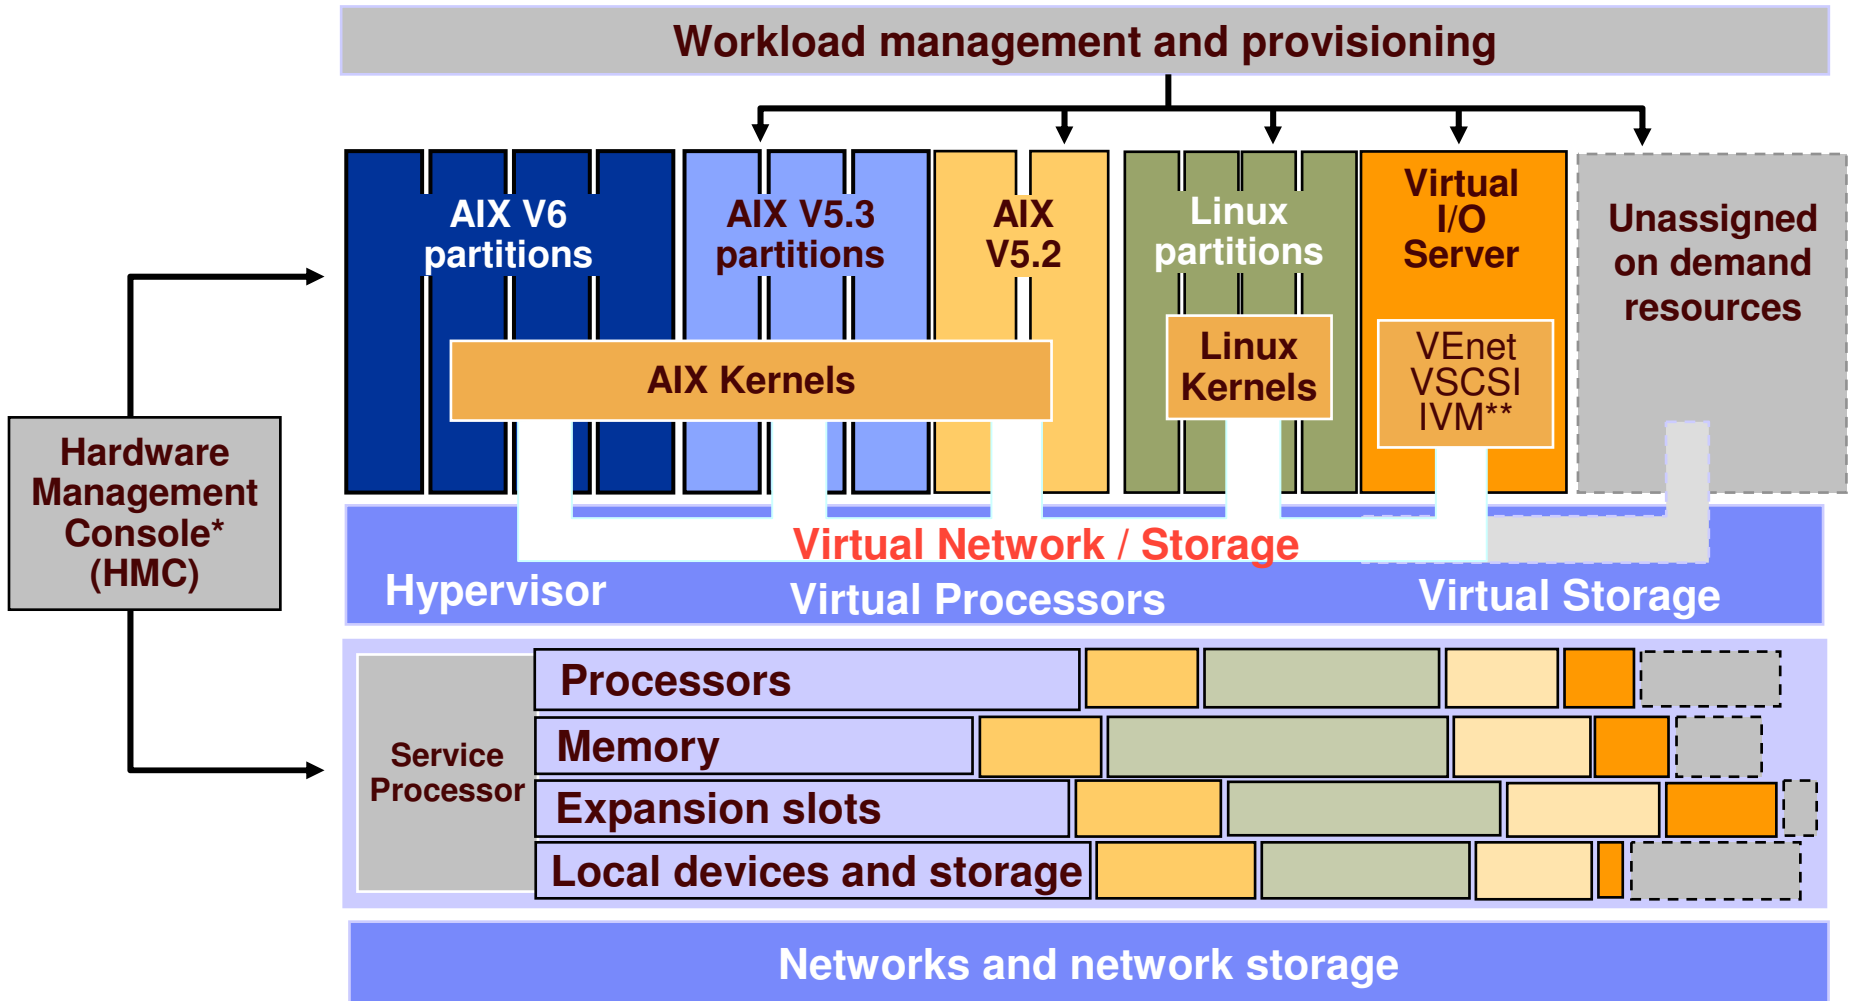 Workload management and provisioning
AIX V6
partitions
AIX V5.3
partitions
AIX
V5.2
Linux
partitions
Virtual
I/O
Server
Unassigned
on demand
resources
AIX Kernels
Linux
Kernels
VEnet
VSCSI
IVM**
Hardware
Management
Console*
(HMC)
Virtual Network / Storage
Hypervisor
Virtual Processors
Virtual Storage
Service
Processor
Processors
Memory
Expansion slots
Local devices and storage
Networks and network storage